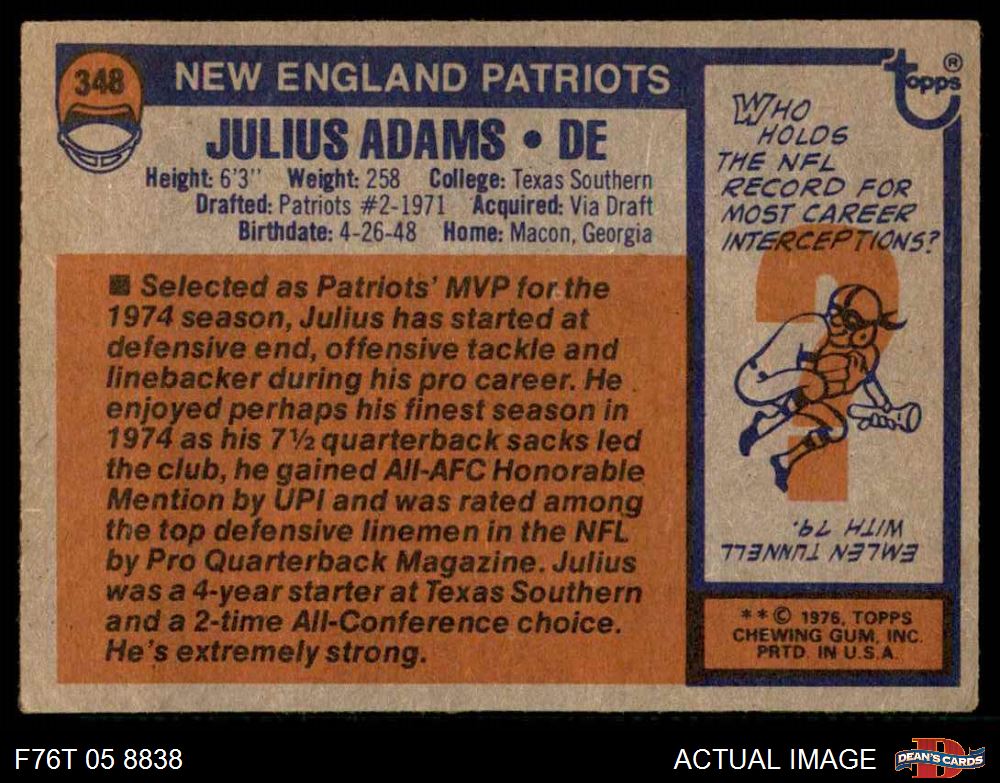 348
NEW ENGLAND PATRIOTS
topps®
JULIUS ADAMS • DE
Height: 6'3" Weight: 258 College: Texas Southern
Drafted: Patriots #2-1971 Acquired: Via Draft
Birthdate: 4-26-48 Home: Macon, Georgia
■ Selected as Patriots' MVP for the
1974 season, Julius has started at
defensive end, offensive tackle and
linebacker during his pro career. He
enjoyed perhaps his finest season in
1974 as his 7½ quarterback sacks led
the club, he gained All-AFC Honorable
Mention by UPI and was rated among
the top defensive linemen in the NFL
by Pro Quarterback Magazine. Julius
was a 4-year starter at Texas Southern
and a 2-time All-Conference choice.
He's extremely strong.
WHO
HOLDS
THE NFL
RECORD FOR
MOST CAREER
INTERCEPTIONS?
EMLEN TUNNELL
WITH 79.
**© 1976, TOPPS
CHEWING GUM, INC.
PRTD. IN U.S.A.
F76T 05 8838
ACTUAL IMAGE
D
DEAN'S CARDS